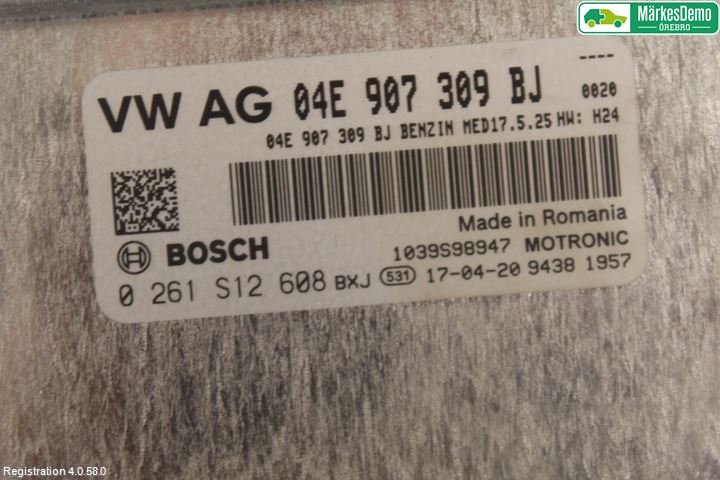 MärkesDemo
ÖREBRO
----
VW AG 04E 907 309 BJ 0020
04E 907 309 BJ BENZIN MED17.5.25 HW: H24
Made in Romania
BOSCH 1039S98947 MOTRONIC
0 261 S12 608 BXJ 531 17-04-20 9438 1957
Registration 4.0.58.0